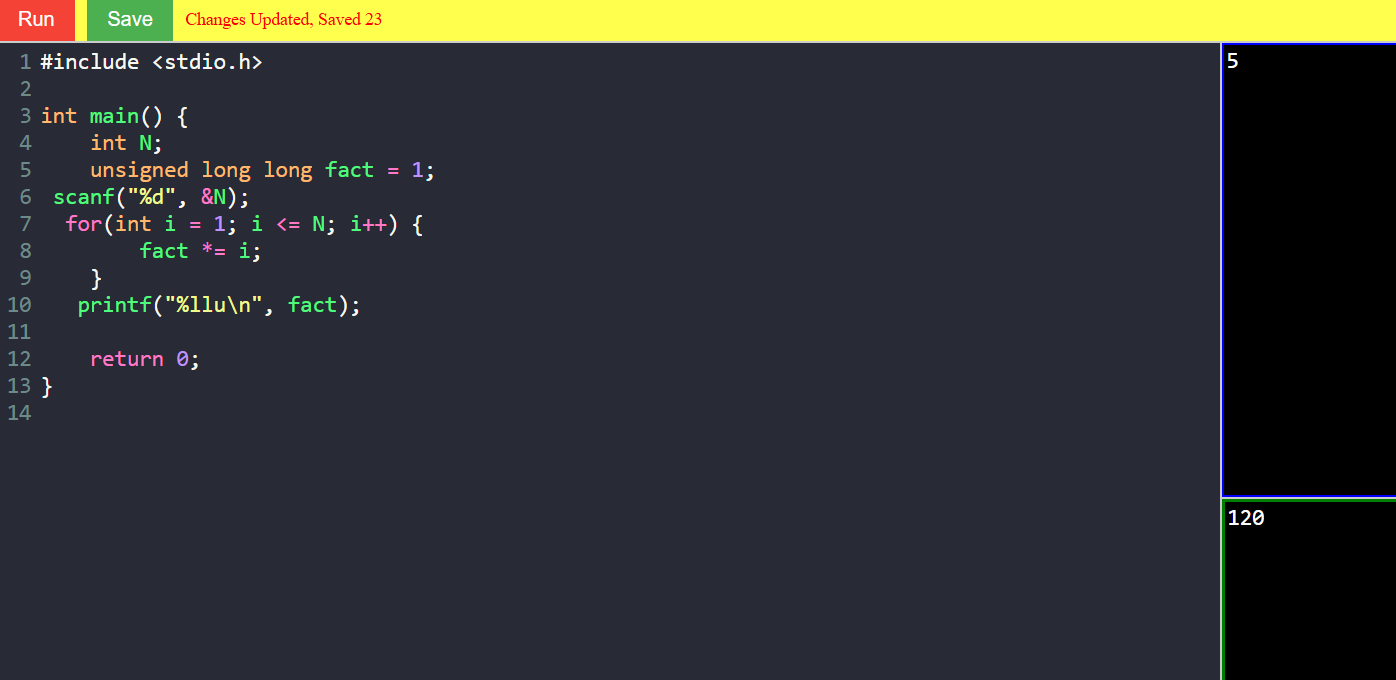 Run Save Changes Updated, Saved 23
1 #include <stdio.h>
2
3 int main() {
4     int N;
5     unsigned long long fact = 1;
6  scanf("%d", &N);
7   for(int i = 1; i <= N; i++) {
8         fact *= i;
9     }
10    printf("%llu\n", fact);
11
12     return 0;
13 }
14
5
120